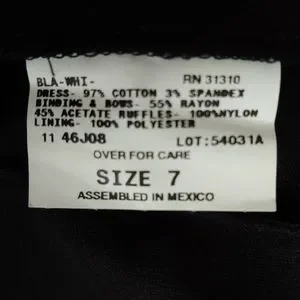 BLA-WHI- RN 31310
DRESS- 97% COTTON 3% SPANDEX
BINDING & BOWS- 55% RAYON
45% ACETATE RUFFLES- 100%NYLON
LINING- 100% POLYESTER
11 46J08 LOT:54031A
OVER FOR CARE
SIZE 7
ASSEMBLED IN MEXICO